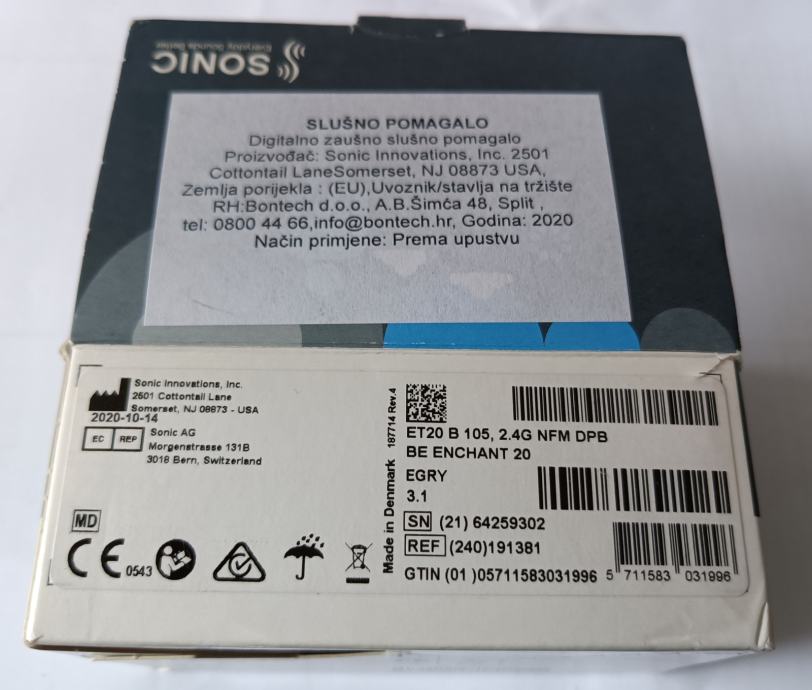 SONIC
Everyday Sounds Better
SLUŠNO POMAGALO
Digitalno zaušno slušno pomagalo
Proizvođač: Sonic Innovations, Inc. 2501
Cottontail LaneSomerset, NJ 08873 USA,
Zemlja porijekla : (EU),Uvoznik/stavlja na tržište
RH:Bontech d.o.o., A.B.Šimća 48, Split ,
tel: 0800 44 66,info@bontech.hr, Godina: 2020
Način primjene: Prema upustvu
Sonic Innovations, Inc.
2501 Cottontail Lane
Somerset, NJ 08873 - USA
2020-10-14
EC REP
Sonic AG
Morgenstrasse 131B
3018 Bern, Switzerland
MD
CE 0543
Made in Denmark 187714 Rev.4
ET20 B 105, 2.4G NFM DPB
BE ENCHANT 20
EGRY
3.1
SN (21) 64259302
REF (240)191381
GTIN (01 )05711583031996
5 711583 031996